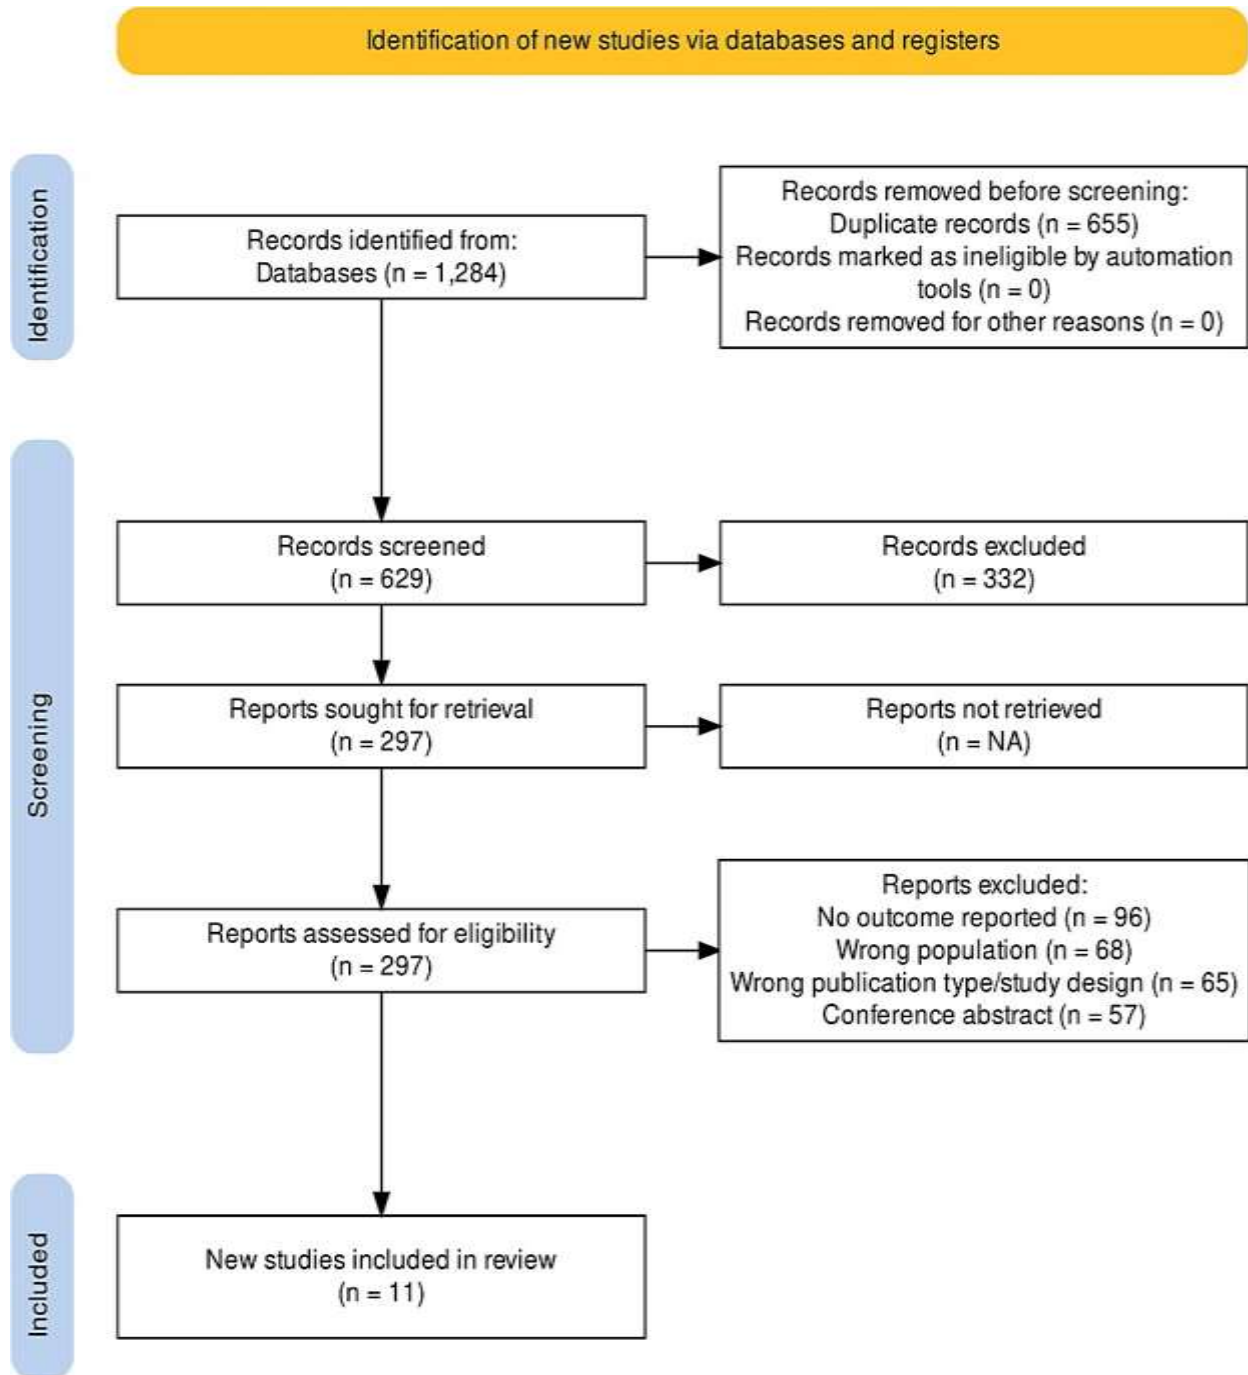 Identification of new studies via databases and registers
Identification
Records identified from:
Databases (n = 1,284)
Records removed before screening:
Duplicate records (n = 655)
Records marked as ineligible by automation
tools (n = 0)
Records removed for other reasons (n = 0)
Screening
Records screened
(n = 629)
Records excluded
(n = 332)
Reports sought for retrieval
(n = 297)
Reports not retrieved
(n = NA)
Reports assessed for eligibility
(n = 297)
Reports excluded:
No outcome reported (n = 96)
Wrong population (n = 68)
Wrong publication type/study design (n = 65)
Conference abstract (n = 57)
Included
New studies included in review
(n = 11)